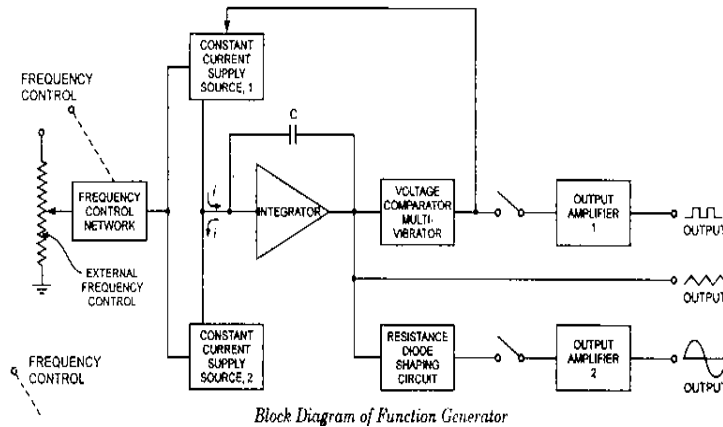 CONSTANT
CURRENT
SUPPLY
SOURCE, 1
FREQUENCY
CONTROL
C
FREQUENCY
CONTROL
NETWORK
i
i
INTEGRATOR
VOLTAGE
COMPARATOR
MULTI-
VIBRATOR
OUTPUT
AMPLIFIER
1
OUTPUT
EXTERNAL
FREQUENCY
CONTROL
OUTPUT
CONSTANT
CURRENT
SUPPLY
SOURCE, 2
RESISTANCE
DIODE
SHAPING
CIRCUIT
OUTPUT
AMPLIFIER
2
OUTPUT
FREQUENCY
CONTROL
Block Diagram of Function Generator